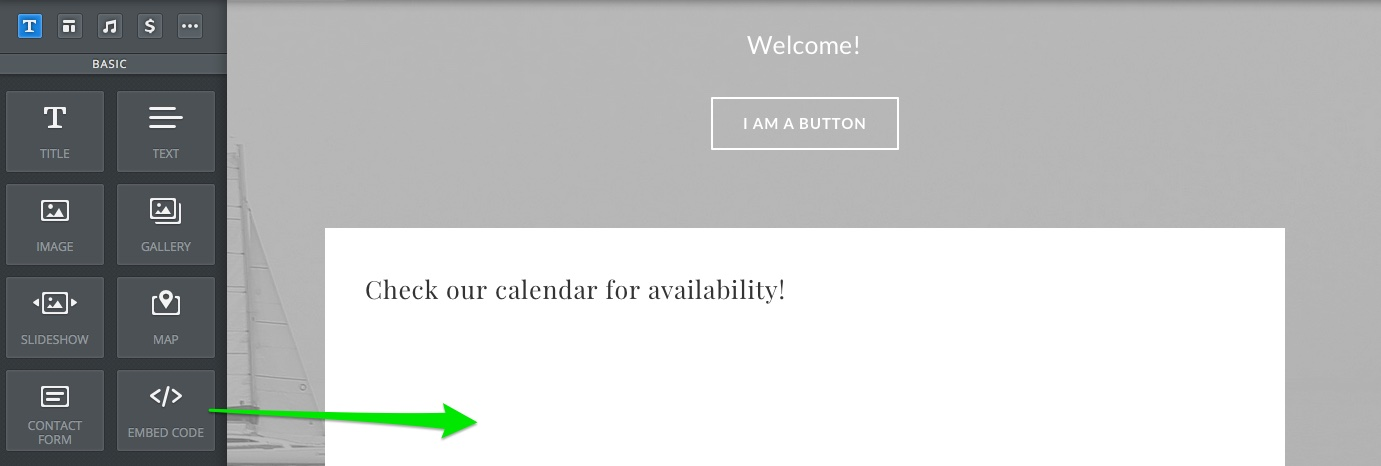 T
$
BASIC
T
TITLE
TEXT
IMAGE
GALLERY
SLIDESHOW
MAP
CONTACT
FORM
</>
EMBED CODE
Welcome!
I AM A BUTTON
Check our calendar for availability!